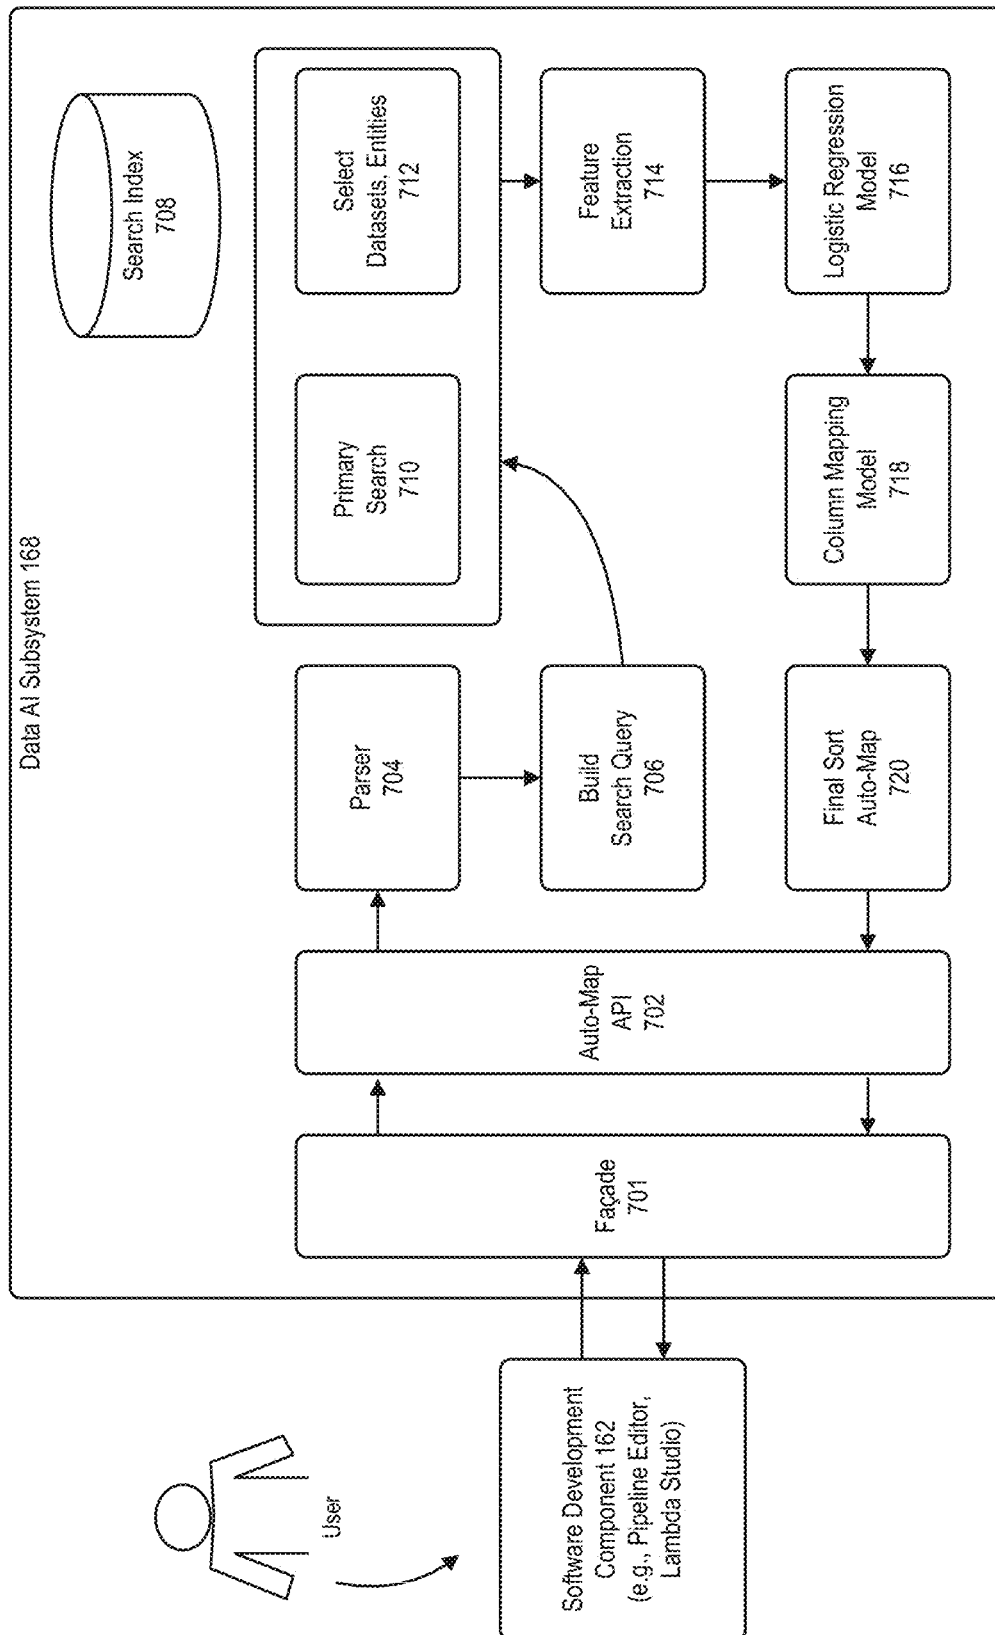 Data AI Subsystem 168
User
Software Development
Component 162
(e.g., Pipeline Editor,
Lambda Studio)
Façade
701
Auto-Map
API
702
Parser
704
Build
Search Query
706
Search Index
708
Primary
Search
710
Select
Datasets, Entities
712
Feature
Extraction
714
Logistic Regression
Model
716
Column Mapping
Model
718
Final Sort
Auto-Map
720